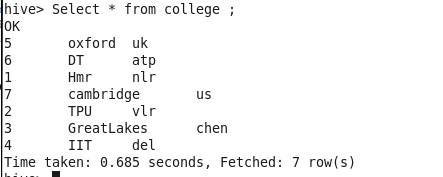 hive> Select * from college ;
OK
5	oxford	uk
6	DT	atp
1	Hmr	nlr
7	cambridge	us
2	TPU	vlr
3	GreatLakes	chen
4	IIT	del
Time taken: 0.685 seconds, Fetched: 7 row(s)
hive>